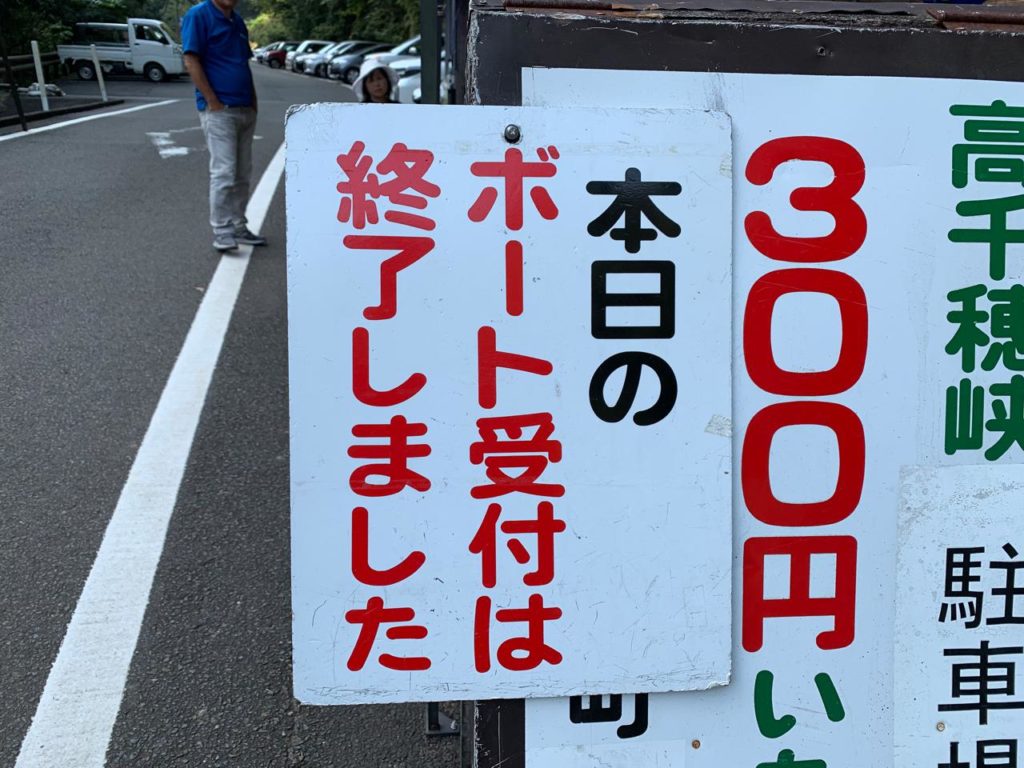 高千穂峡
駐車場
300円い
本日の
ボート受付は
終了しました
町